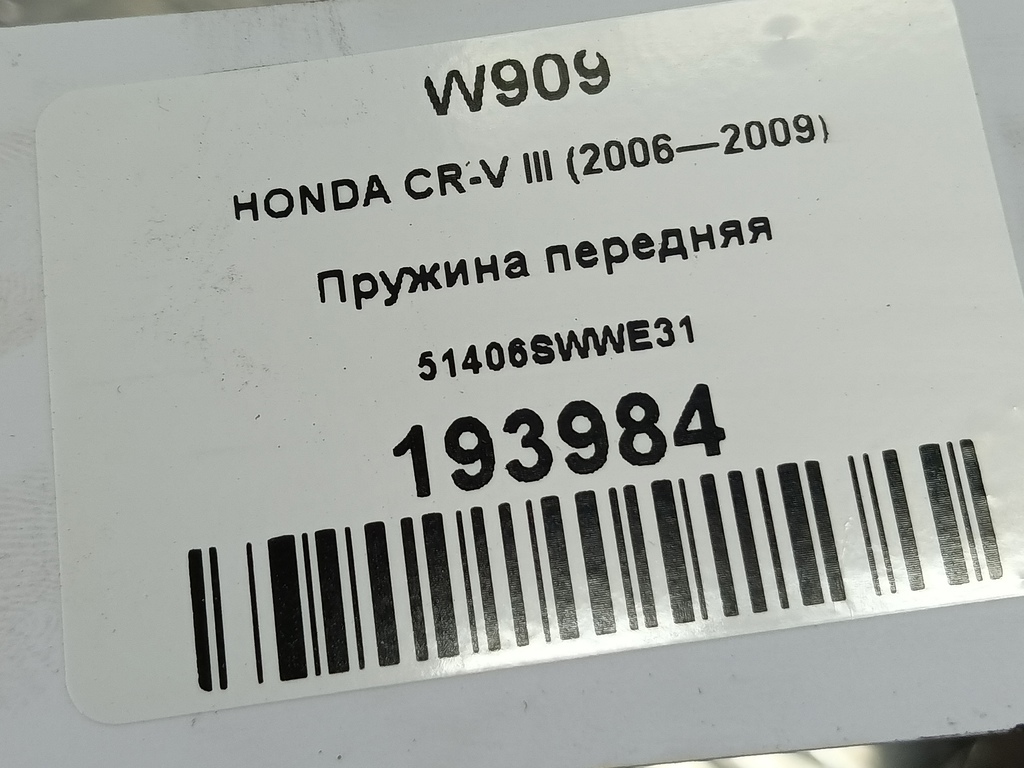 W909
HONDA CR-V III (2006—2009)
Пружина передняя
51406SWWE31
193984